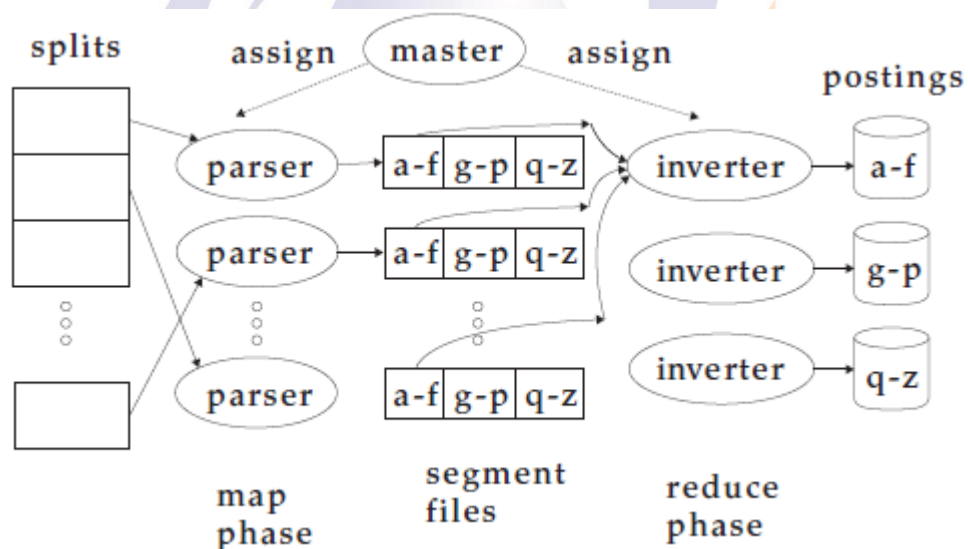 splits
assign
master
assign
postings
parser
a-f g-p q-z
inverter
a-f
parser
a-f g-p q-z
inverter
g-p
parser
a-f g-p q-z
inverter
q-z
map
phase
segment
files
reduce
phase